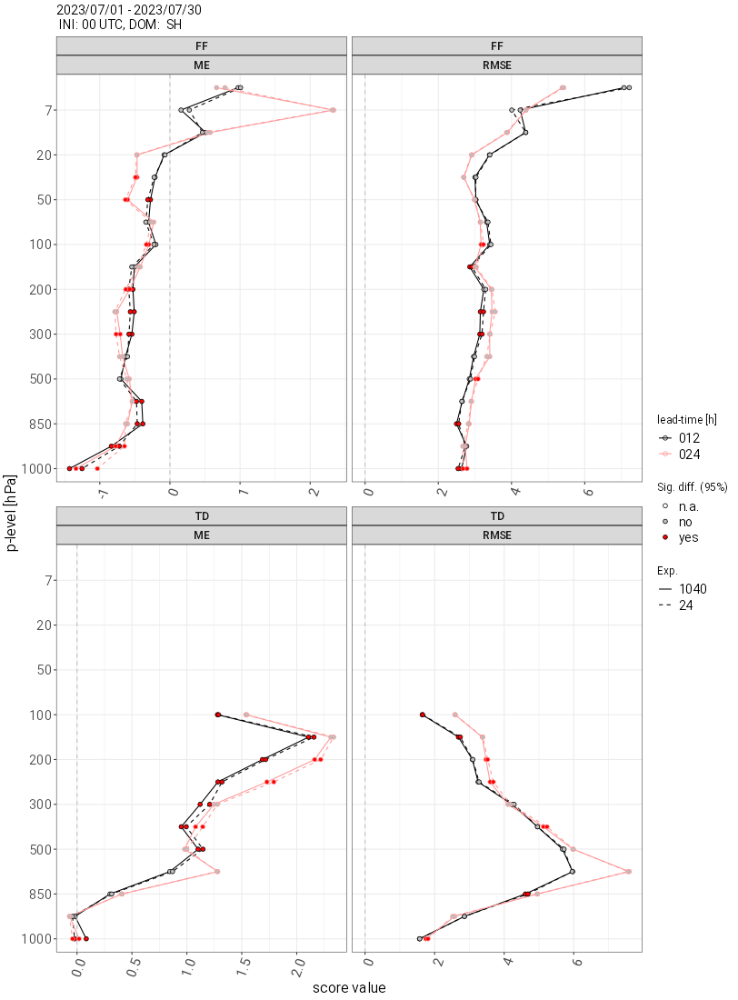 2023/07/01 - 2023/07/30
INI: 00 UTC, DOM:  SH
FF
FF
ME
RMSE
7
20
50
100
200
300
500
850
1000
-1
0
1
2
0
2
4
6
TD
TD
ME
RMSE
7
20
50
100
200
300
500
850
1000
0.0
0.5
1.0
1.5
2.0
0
2
4
6
p-level [hPa]
score value
lead-time [h]
012
024
Sig. diff. (95%)
n.a.
no
yes
Exp.
1040
24